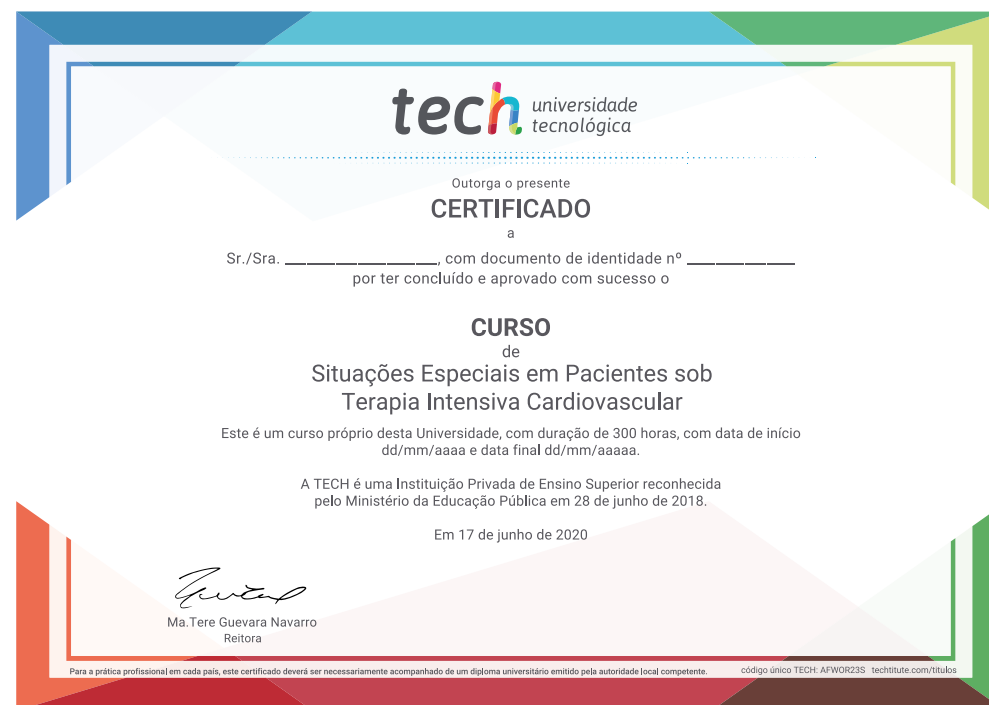 tech universidade
tecnológica
Outorga o presente
CERTIFICADO
a
Sr./Sra. ____________________, com documento de identidade nº ______________
por ter concluído e aprovado com sucesso o
CURSO
de
Situações Especiais em Pacientes sob
Terapia Intensiva Cardiovascular
Este é um curso próprio desta Universidade, com duração de 300 horas, com data de início
dd/mm/aaaa e data final dd/mm/aaaaa.
A TECH é uma Instituição Privada de Ensino Superior reconhecida
pelo Ministério da Educação Pública em 28 de junho de 2018.
Em 17 de junho de 2020
Ma.Tere Guevara Navarro
Reitora
Para a prática profissional em cada país, este certificado deverá ser necessariamente acompanhado de um diploma universitário emitido pela autoridade local competente.
código único TECH: AFWOR23S techtitute.com/titulos